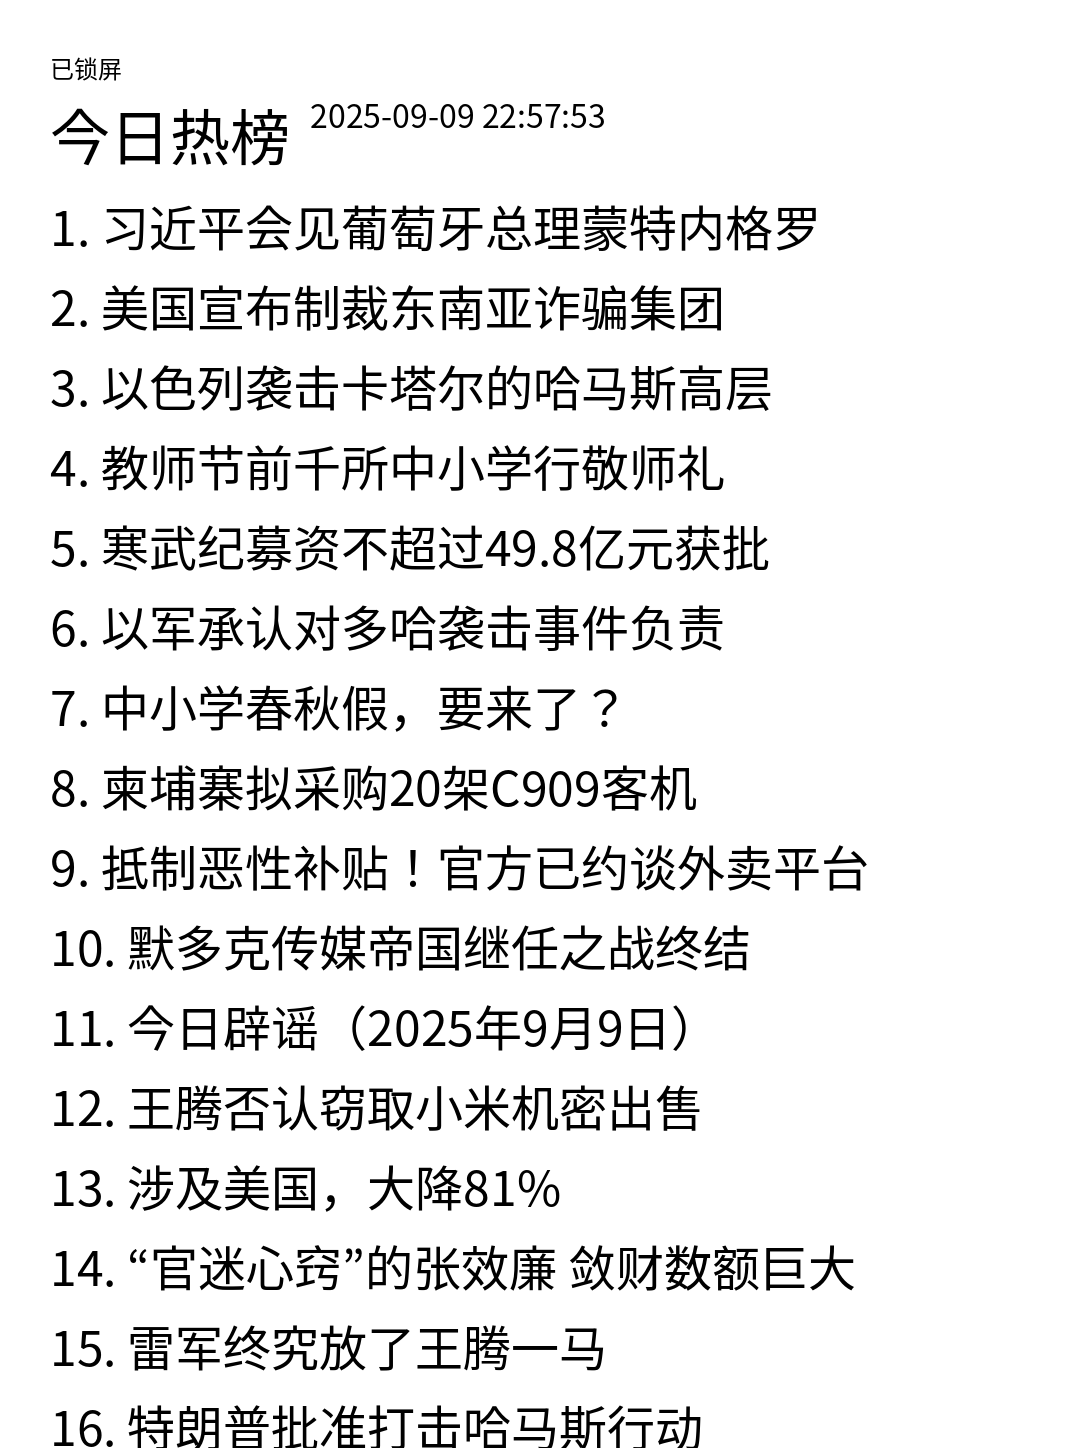 已锁屏
今日热榜 2025-09-09 22:57:53
1. 习近平会见葡萄牙总理蒙特内格罗
2. 美国宣布制裁东南亚诈骗集团
3. 以色列袭击卡塔尔的哈马斯高层
4. 教师节前千所中小学行敬师礼
5. 寒武纪募资不超过49.8亿元获批
6. 以军承认对多哈袭击事件负责
7. 中小学春秋假，要来了？
8. 柬埔寨拟采购20架C909客机
9. 抵制恶性补贴！官方已约谈外卖平台
10. 默多克传媒帝国继任之战终结
11. 今日辟谣（2025年9月9日）
12. 王腾否认窃取小米机密出售
13. 涉及美国，大降81%
14. “官迷心窍”的张效廉 敛财数额巨大
15. 雷军终究放了王腾一马
16. 特朗普批准打击哈马斯行动